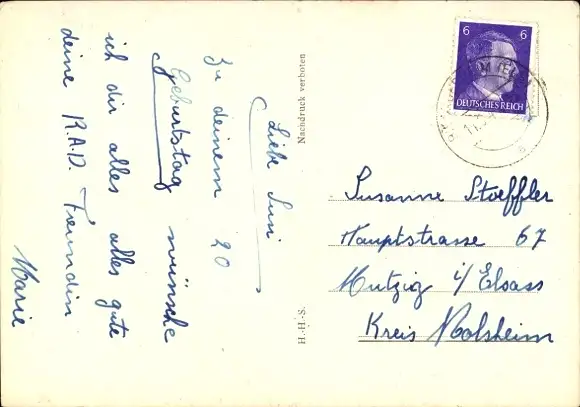 Liebe Susi
Zu deinem 20
Geburtstag wünsche
ich dir alles alles gute
deine R.A.D. Freundin
Marie
Nachdruck verboten
H.-H.-S.
6 6
DEUTSCHES REICH
Susanne Stoeffler
Hauptstrasse 67
Mutzig i/Elsass
Kreis Molsheim